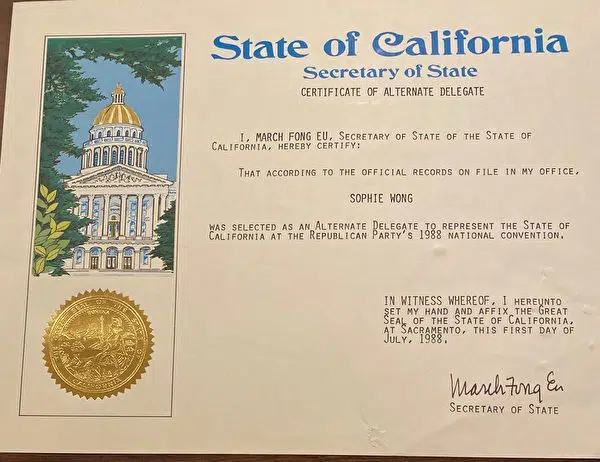 State of California
Secretary of State
CERTIFICATE OF ALTERNATE DELEGATE
I, MARCH FONG EU, SECRETARY OF STATE OF THE STATE OF
CALIFORNIA, HEREBY CERTIFY:
THAT ACCORDING TO THE OFFICIAL RECORDS ON FILE IN MY OFFICE,
SOPHIE WONG
WAS SELECTED AS AN ALTERNATE DELEGATE TO REPRESENT THE STATE OF
CALIFORNIA AT THE REPUBLICAN PARTY'S 1988 NATIONAL CONVENTION.
IN WITNESS WHEREOF, I HEREUNTO
SET MY HAND AND AFFIX THE GREAT
SEAL OF THE STATE OF CALIFORNIA,
AT SACRAMENTO, THIS FIRST DAY OF
JULY, 1988.
March Fong Eu
SECRETARY OF STATE